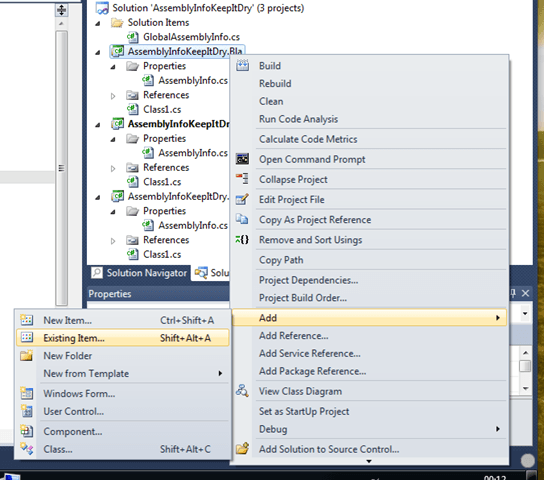 Solution 'AssemblyInfoKeepItDry' (3 projects)
Solution Items
GlobalAssemblyInfo.cs
AssemblyInfoKeepItDry.Bla
Properties
AssemblyInfo.cs
References
Class1.cs
AssemblyInfoKeepItDry
Properties
AssemblyInfo.cs
References
Class1.cs
AssemblyInfoKeepItDry.
Properties
AssemblyInfo.cs
References
Class1.cs
Solution Navigator
Solu
Properties
Build
Rebuild
Clean
Run Code Analysis
Calculate Code Metrics
Open Command Prompt
Collapse Project
Edit Project File
Copy As Project Reference
Remove and Sort Usings
Copy Path
Project Dependencies...
Project Build Order...
Add
Add Reference...
Add Service Reference...
Add Package Reference...
View Class Diagram
Set as StartUp Project
Debug
Add Solution to Source Control...
New Item... Ctrl+Shift+A
Existing Item... Shift+Alt+A
New Folder
New from Template
Windows Form...
User Control...
Component...
Class... Shift+Alt+C
00:12